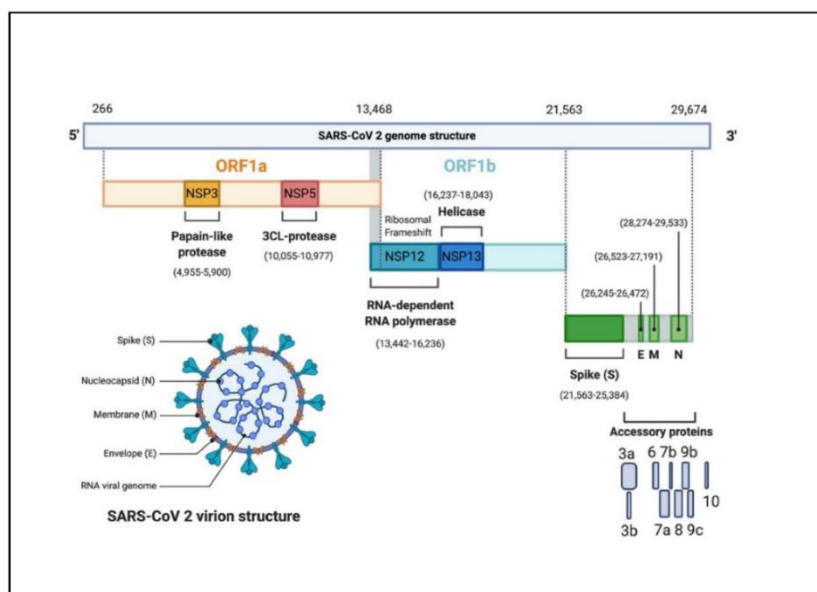 266 13,468 21,563 29,674
5' SARS-CoV 2 genome structure 3'
ORF1a ORF1b
NSP3 NSP5
Papain-like
protease
(4,955-5,900)
3CL-protease
(10,055-10,977)
(16,237-18,043)
Helicase
Ribosomal
Frameshift
NSP12 NSP13
RNA-dependent
RNA polymerase
(13,442-16,236)
(28,274-29,533)
(26,523-27,191)
(26,245-26,472)
E M N
Spike (S)
(21,563-25,384)
Accessory proteins
3a 6 7b 9b
10
3b 7a 8 9c
Spike (S)
Nucleocapsid (N)
Membrane (M)
Envelope (E)
RNA viral genome
SARS-CoV 2 virion structure